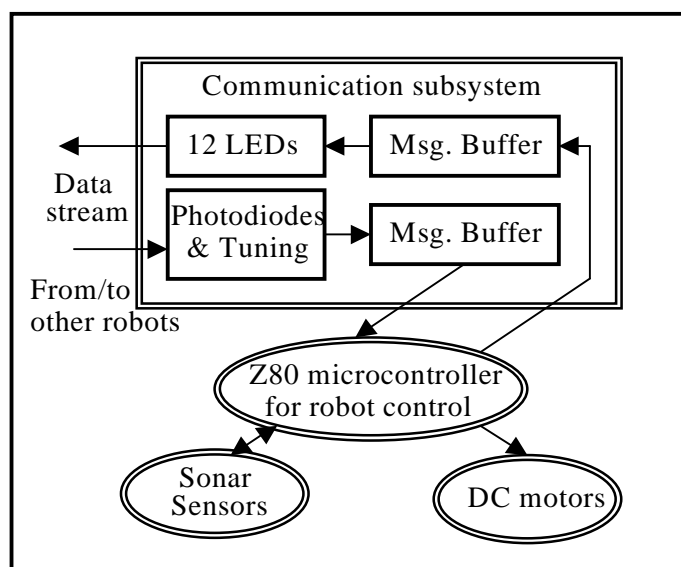 Communication subsystem
12 LEDs
Msg. Buffer
Data
stream
Photodiodes
& Tuning
Msg. Buffer
From/to
other robots
Z80 microcontroller
for robot control
Sonar
Sensors
DC motors